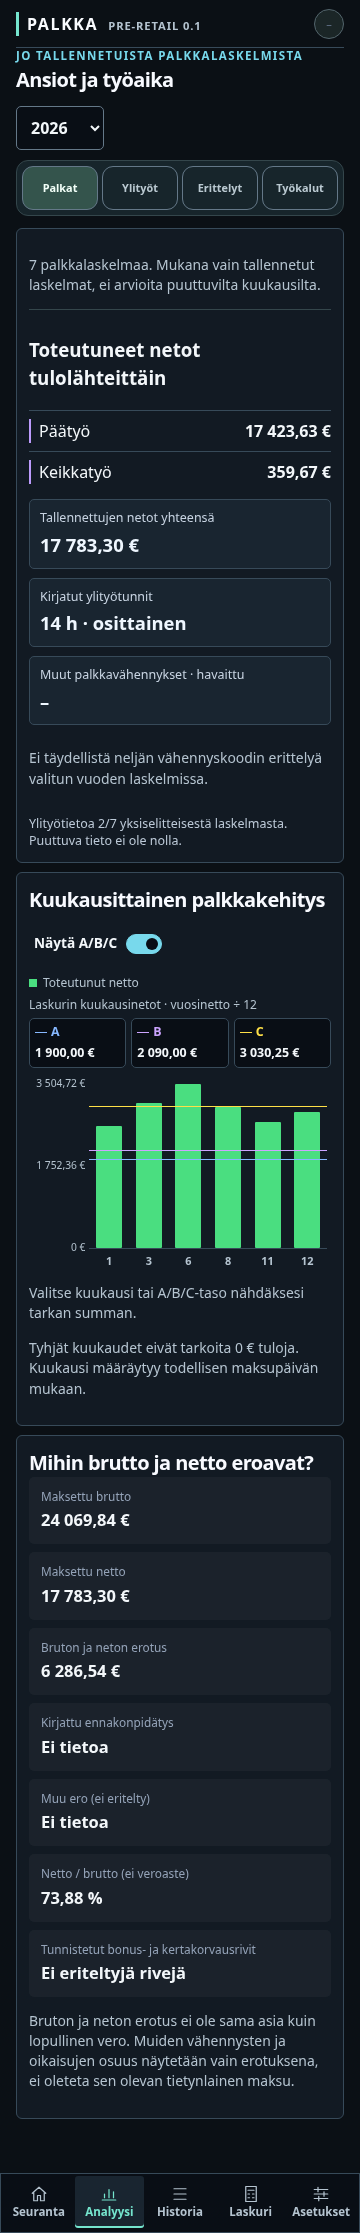 PALKKA PRE-RETAIL 0.1
JO TALLENNETUISTA PALKKALASKELMISTA
Ansiot ja työaika
2026
Palkat Ylityöt Erittelyt Työkalut
7 palkkalaskelmaa. Mukana vain tallennetut
laskelmat, ei arvioita puuttuvilta kuukausilta.
Toteutuneet netot
tulolähteittäin
Päätyö 17 423,63 €
Keikkatyö 359,67 €
Tallennettujen netot yhteensä
17 783,30 €
Kirjatut ylityötunnit
14 h · osittainen
Muut palkkavähennykset · havaittu
–
Ei täydellistä neljän vähennyskoodin erittelyä
valitun vuoden laskelmissa.
Ylityötietoa 2/7 yksiselitteisestä laskelmasta.
Puuttuva tieto ei ole nolla.
Kuukausittainen palkkakehitys
Näytä A/B/C
Toteutunut netto
Laskurin kuukausinetot · vuosinetto ÷ 12
A B C
1 900,00 € 2 090,00 € 3 030,25 €
3 504,72 €
1 752,36 €
0 €
1 3 6 8 11 12
Valitse kuukausi tai A/B/C-taso nähdäksesi
tarkan summan.
Tyhjät kuukaudet eivät tarkoita 0 € tuloja.
Kuukausi määräytyy todellisen maksupäivän
mukaan.
Mihin brutto ja netto eroavat?
Maksettu brutto
24 069,84 €
Maksettu netto
17 783,30 €
Bruton ja neton erotus
6 286,54 €
Kirjattu ennakonpidätys
Ei tietoa
Muu ero (ei eritelty)
Ei tietoa
Netto / brutto (ei veroaste)
73,88 %
Tunnistetut bonus- ja kertakorvausrivit
Ei eriteltyjä rivejä
Bruton ja neton erotus ei ole sama asia kuin
lopullinen vero. Muiden vähennysten ja
oikaisujen osuus näytetään vain erotuksena,
ei oleteta sen olevan tietynlainen maksu.
Seuranta Analyysi Historia Laskuri Asetukset